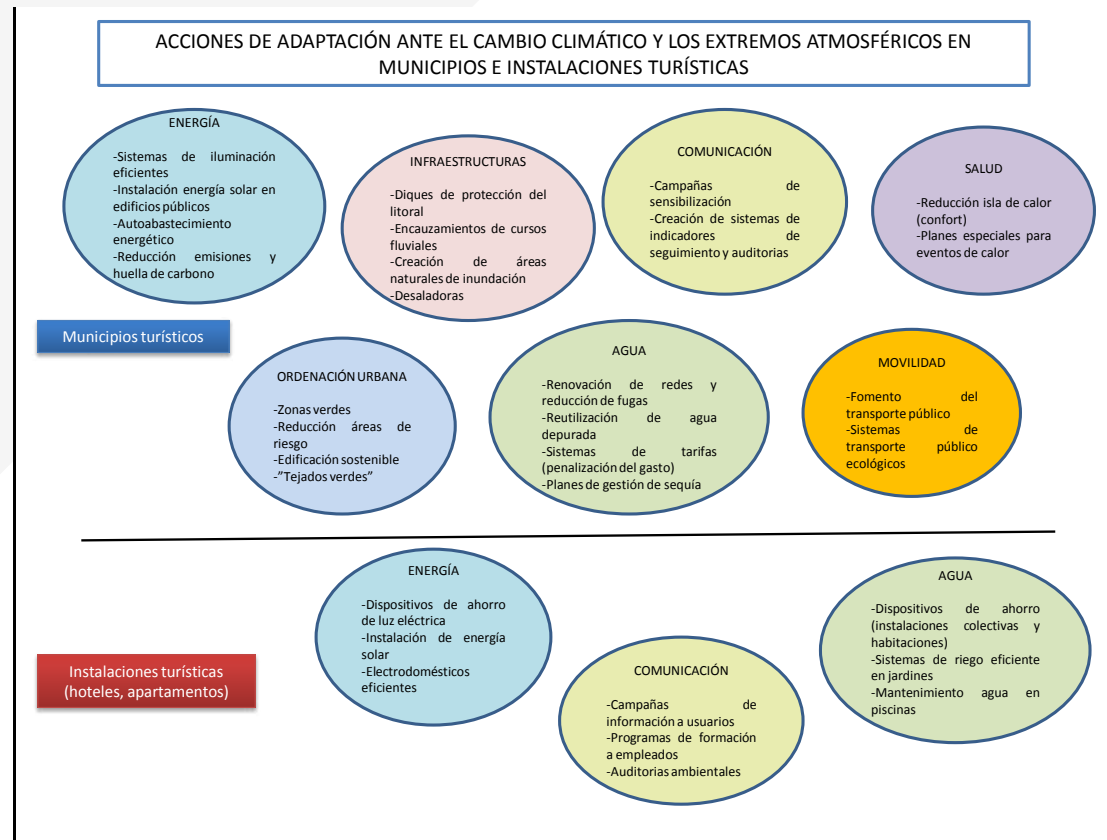 ACCIONES DE ADAPTACIÓN ANTE EL CAMBIO CLIMÁTICO Y LOS EXTREMOS ATMOSFÉRICOS EN
MUNICIPIOS E INSTALACIONES TURÍSTICAS
ENERGÍA
-Sistemas de iluminación
eficientes
-Instalación energía solar en
edificios públicos
-Autoabastecimiento
energético
-Reducción emisiones y
huella de carbono
INFRAESTRUCTURAS
-Diques de protección del
litoral
-Encauzamientos de cursos
fluviales
-Creación de áreas
naturales de inundación
-Desaladoras
COMUNICACIÓN
-Campañas de
sensibilización
-Creación de sistemas de
indicadores de
seguimiento y auditorias
SALUD
-Reducción isla de calor
(confort)
-Planes especiales para
eventos de calor
Municipios turísticos
ORDENACIÓN URBANA
-Zonas verdes
-Reducción áreas de
riesgo
-Edificación sostenible
-"Tejados verdes"
AGUA
-Renovación de redes y
reducción de fugas
-Reutilización de agua
depurada
-Sistemas de tarifas
(penalización del gasto)
-Planes de gestión de sequía
MOVILIDAD
-Fomento del
transporte público
-Sistemas de
transporte público
ecológicos
Instalaciones turísticas
(hoteles, apartamentos)
ENERGÍA
-Dispositivos de ahorro
de luz eléctrica
-Instalación de energía
solar
-Electrodomésticos
eficientes
COMUNICACIÓN
-Campañas de
información a usuarios
-Programas de formación
a empleados
-Auditorias ambientales
AGUA
-Dispositivos de ahorro
(instalaciones colectivas y
habitaciones)
-Sistemas de riego eficiente
en jardines
-Mantenimiento agua en
piscinas